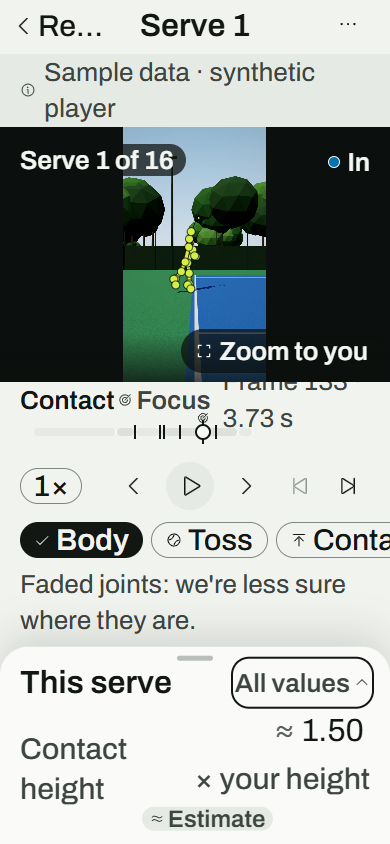 Re...
Serve 1
...
Sample data · synthetic
player
Serve 1 of 16
In
Zoom to you
Contact
Focus
Frame 133
3.73 s
1×
Body
Toss
Conta
Faded joints: we're less sure
where they are.
This serve
All values
Contact
height
≈ 1.50
× your height
≈ Estimate